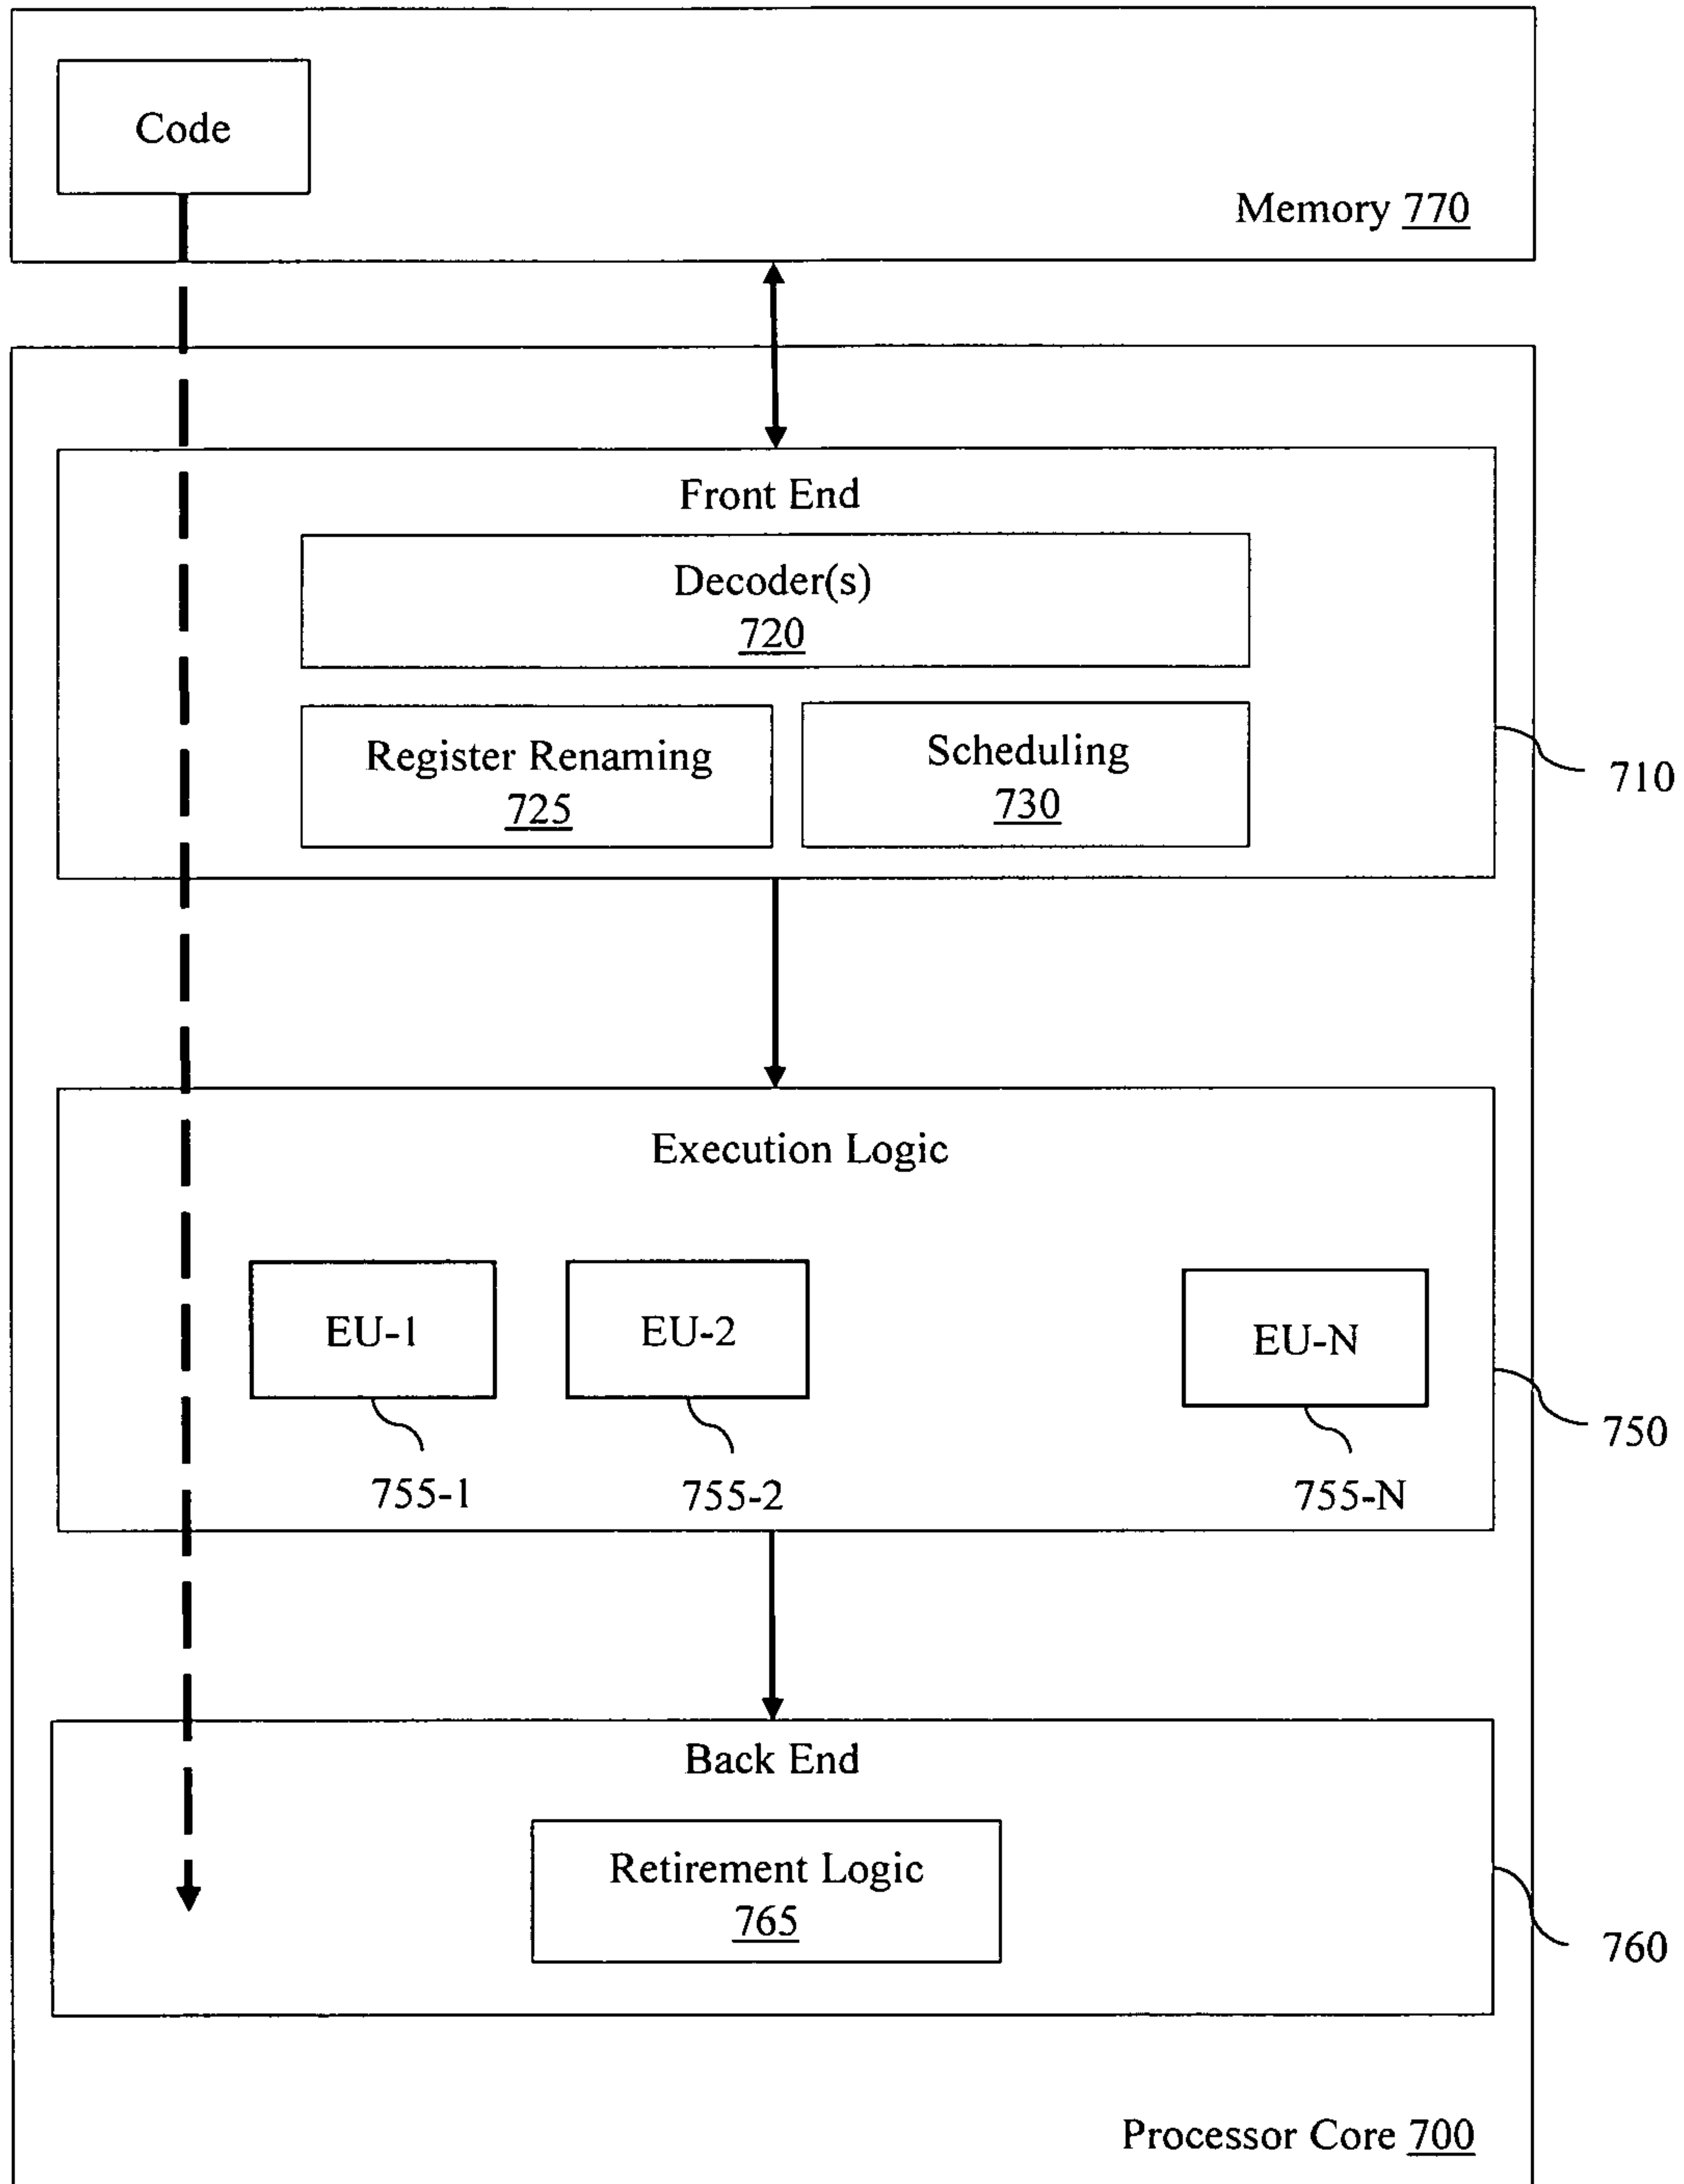 Code
Memory 770
Front End
Decoder(s)
720
Register Renaming
725
Scheduling
730
710
Execution Logic
EU-1
EU-2
EU-N
755-1
755-2
755-N
750
Back End
Retirement Logic
765
760
Processor Core 700